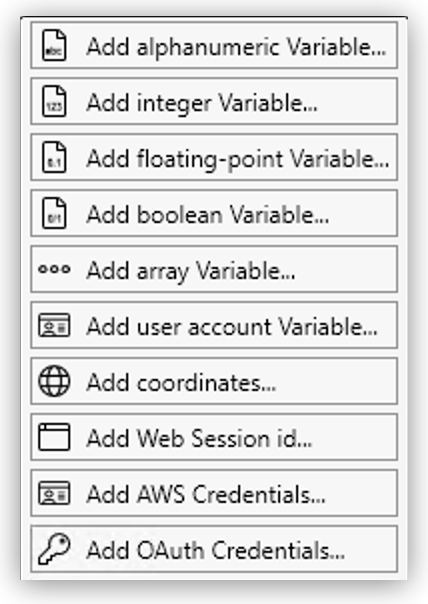 abc Add alphanumeric Variable...
123 Add integer Variable...
0.1 Add floating-point Variable...
0/1 Add boolean Variable...
Add array Variable...
Add user account Variable...
Add coordinates...
Add Web Session id...
Add AWS Credentials...
Add OAuth Credentials...